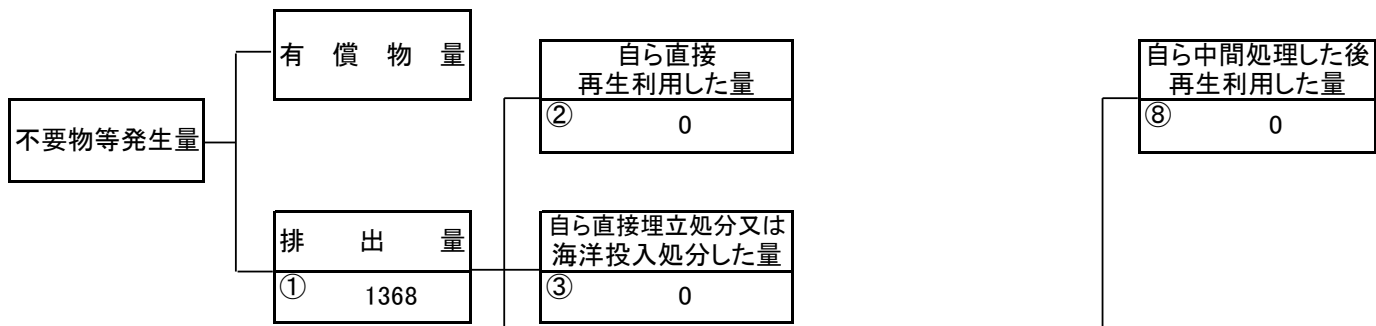 有償物量
自ら直接
再生利用した量
② 0
自ら中間処理した後
再生利用した量
⑧ 0
不要物等発生量
排出量
① 1368
自ら直接埋立処分又は
海洋投入処分した量
③ 0